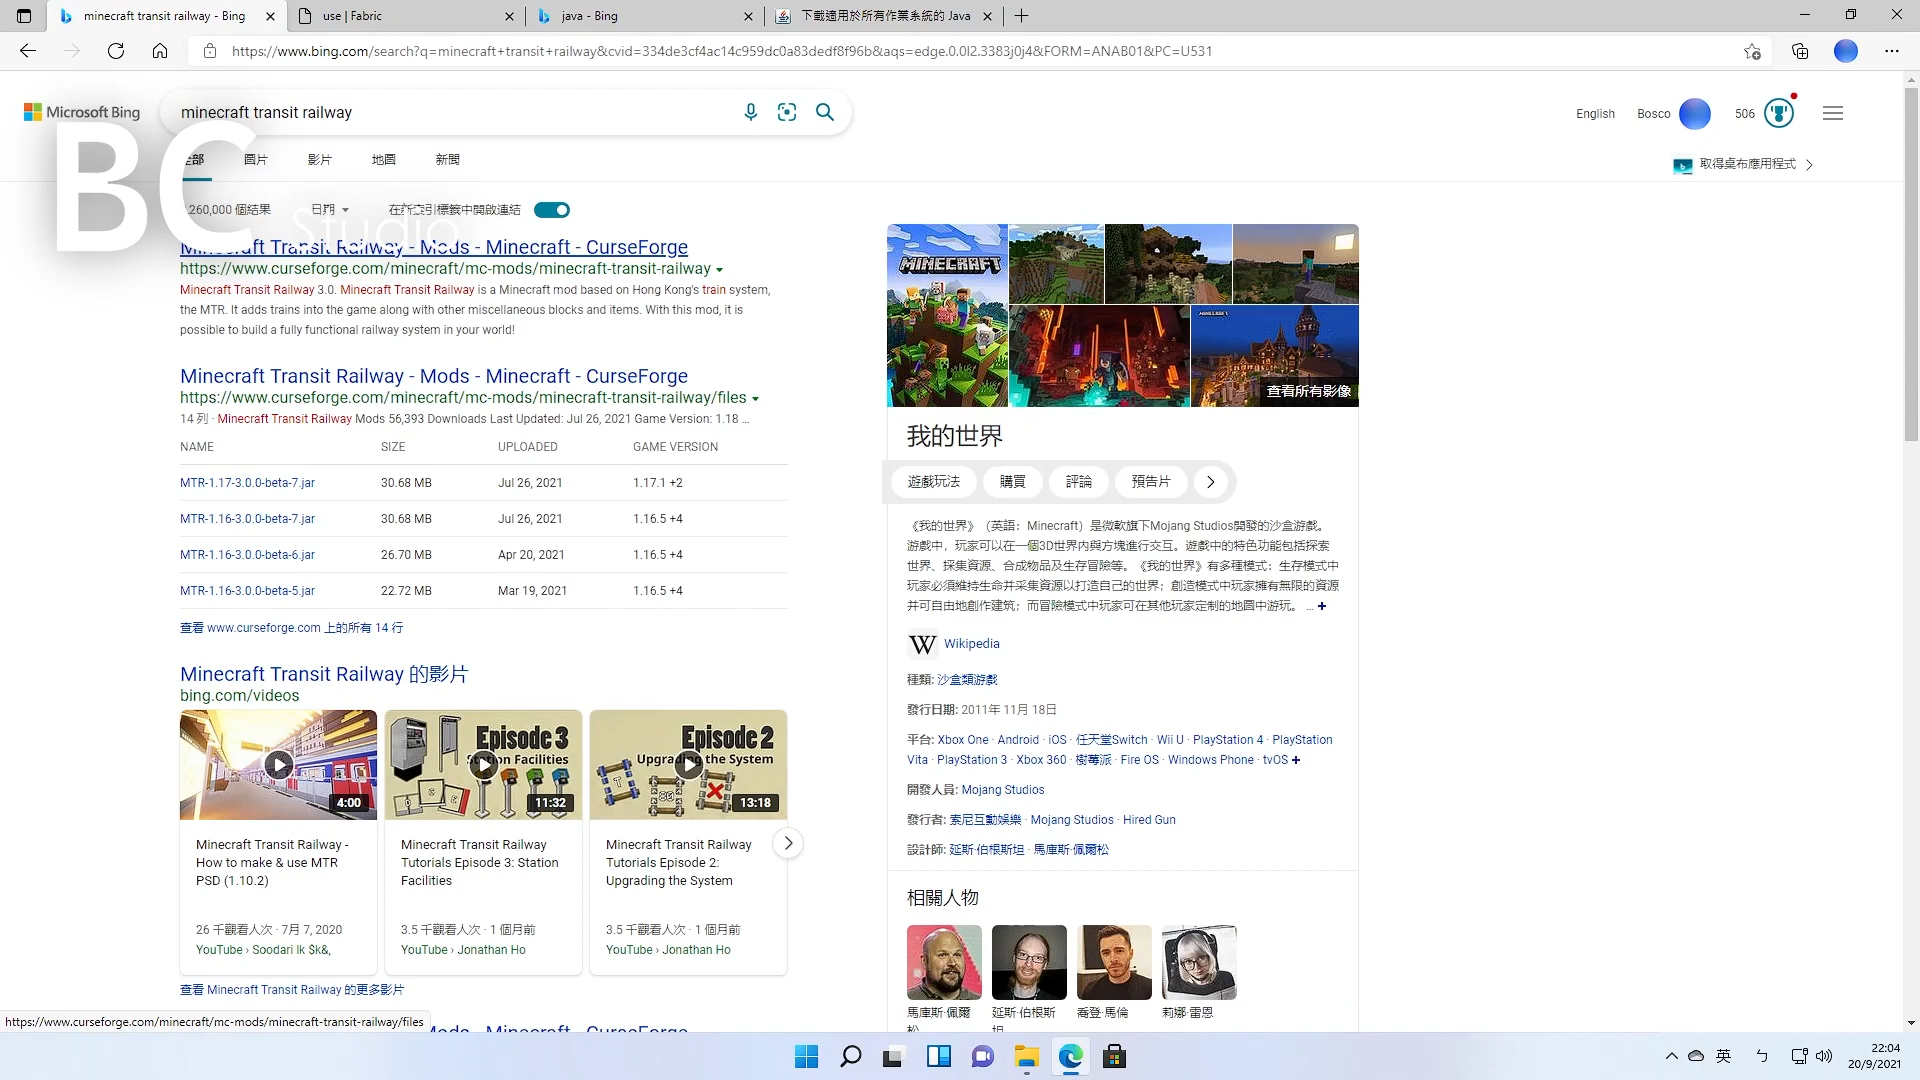 minecraft transit railway - Bing
use | Fabric
java - Bing
下載適用於所有作業系統的 Java
https://www.bing.com/search?q=minecraft+transit+railway&cvid=334de3cf4ac14c959dc0a83dedf8f96b&aqs=edge.0.0l2.3383j0j4&FORM=ANAB01&PC=U531
Microsoft Bing
minecraft transit railway
English
Bosco
506
BC
Studio
全部
圖片
影片
地圖
新聞
取得桌布應用程式
,260,000 個結果
日期
在新索引標籤中開啟連結
Minecraft Transit Railway - Mods - Minecraft - CurseForge
https://www.curseforge.com/minecraft/mc-mods/minecraft-transit-railway
Minecraft Transit Railway 3.0. Minecraft Transit Railway is a Minecraft mod based on Hong Kong's train system,
the MTR. It adds trains into the game along with other miscellaneous blocks and items. With this mod, it is
possible to build a fully functional railway system in your world!
Minecraft Transit Railway - Mods - Minecraft - CurseForge
https://www.curseforge.com/minecraft/mc-mods/minecraft-transit-railway/files
14 列 · Minecraft Transit Railway Mods 56,393 Downloads Last Updated: Jul 26, 2021 Game Version: 1.18 ...
NAME SIZE UPLOADED GAME VERSION
MTR-1.17-3.0.0-beta-7.jar 30.68 MB Jul 26, 2021 1.17.1 +2
MTR-1.16-3.0.0-beta-7.jar 30.68 MB Jul 26, 2021 1.16.5 +4
MTR-1.16-3.0.0-beta-6.jar 26.70 MB Apr 20, 2021 1.16.5 +4
MTR-1.16-3.0.0-beta-5.jar 22.72 MB Mar 19, 2021 1.16.5 +4
查看 www.curseforge.com 上的所有 14 行
Minecraft Transit Railway 的影片
bing.com/videos
4:00
Episode 3
Station Facilities
11:32
Episode 2
Upgrading the System
13:18
Minecraft Transit Railway -
How to make & use MTR
PSD (1.10.2)
26 千觀看人次 · 7月 7, 2020
YouTube › Soodari Ik $k&,
Minecraft Transit Railway
Tutorials Episode 3: Station
Facilities
3.5 千觀看人次 · 1 個月前
YouTube › Jonathan Ho
Minecraft Transit Railway
Tutorials Episode 2:
Upgrading the System
3.5 千觀看人次 · 1 個月前
YouTube › Jonathan Ho
查看 Minecraft Transit Railway 的更多影片
https://www.curseforge.com/minecraft/mc-mods/minecraft-transit-railway/files
Mods - Minecraft - CurseForge
MINECRAFT
MINECRAFT
查看所有影像
我的世界
遊戲玩法
購買
評論
預告片
《我的世界》（英語：Minecraft）是微軟旗下Mojang Studios開發的沙盒游戲。
游戲中，玩家可以在一個3D世界內與方塊進行交互。遊戲中的特色功能包括探索
世界、採集資源、合成物品及生存冒險等。《我的世界》有多種模式：生存模式中
玩家必須維持生命并采集資源以打造自己的世界；創造模式中玩家擁有無限的資源
并可自由地創作建筑；而冒險模式中玩家可在其他玩家定制的地圖中游玩。 ... +
W Wikipedia
種類: 沙盒類游戲
發行日期: 2011年 11月 18日
平台: Xbox One · Android · iOS · 任天堂Switch · Wii U · PlayStation 4 · PlayStation
Vita · PlayStation 3 · Xbox 360 · 樹莓派 · Fire OS · Windows Phone · tvOS +
開發人員: Mojang Studios
發行者: 索尼互動娛樂 · Mojang Studios · Hired Gun
設計師: 延斯·伯根斯坦 · 馬庫斯·佩爾松
相關人物
馬庫斯·佩爾
松
延斯·伯根斯
坦
喬登·馬倫
莉娜·雷恩
英
ㄅ
22:04
20/9/2021